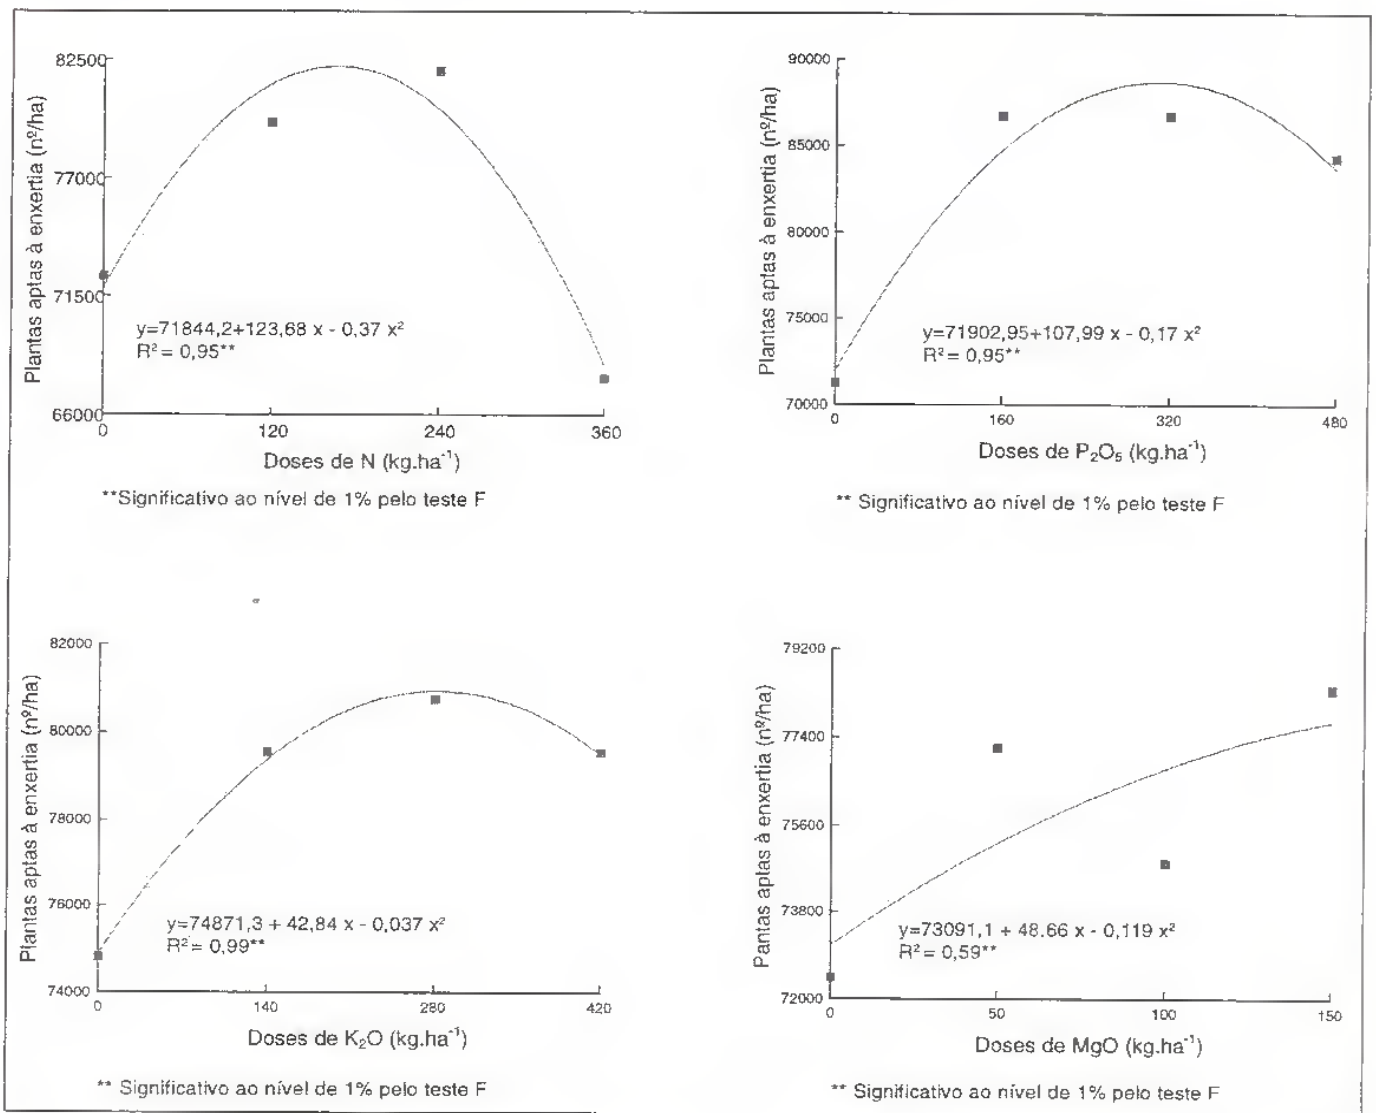 Plantas aptas à enxertia (nº/ha)
82500
77000
71500
66000
y=71844,2+123,68 x - 0,37 x²
R² = 0,95**
0 120 240 360
Doses de N (kg.ha⁻¹)
**Significativo ao nível de 1% pelo teste F
Plantas aptas à enxertia (nº/ha)
90000
85000
80000
75000
70000
y=71902,95+107,99 x - 0,17 x²
R² = 0,95**
0 160 320 480
Doses de P₂O₅ (kg.ha⁻¹)
** Significativo ao nível de 1% pelo teste F
Plantas aptas à enxertia (nº/ha)
82000
80000
78000
76000
74000
y=74871,3 + 42,84 x - 0,037 x²
R² = 0,99**
0 140 280 420
Doses de K₂O (kg.ha⁻¹)
** Significativo ao nível de 1% pelo teste F
Pantas aptas à enxertia (nº/ha)
79200
77400
75600
73800
72000
y=73091,1 + 48.66 x - 0,119 x²
R² = 0,59**
0 50 100 150
Doses de MgO (kg.ha⁻¹)
** Significativo ao nível de 1% pelo teste F